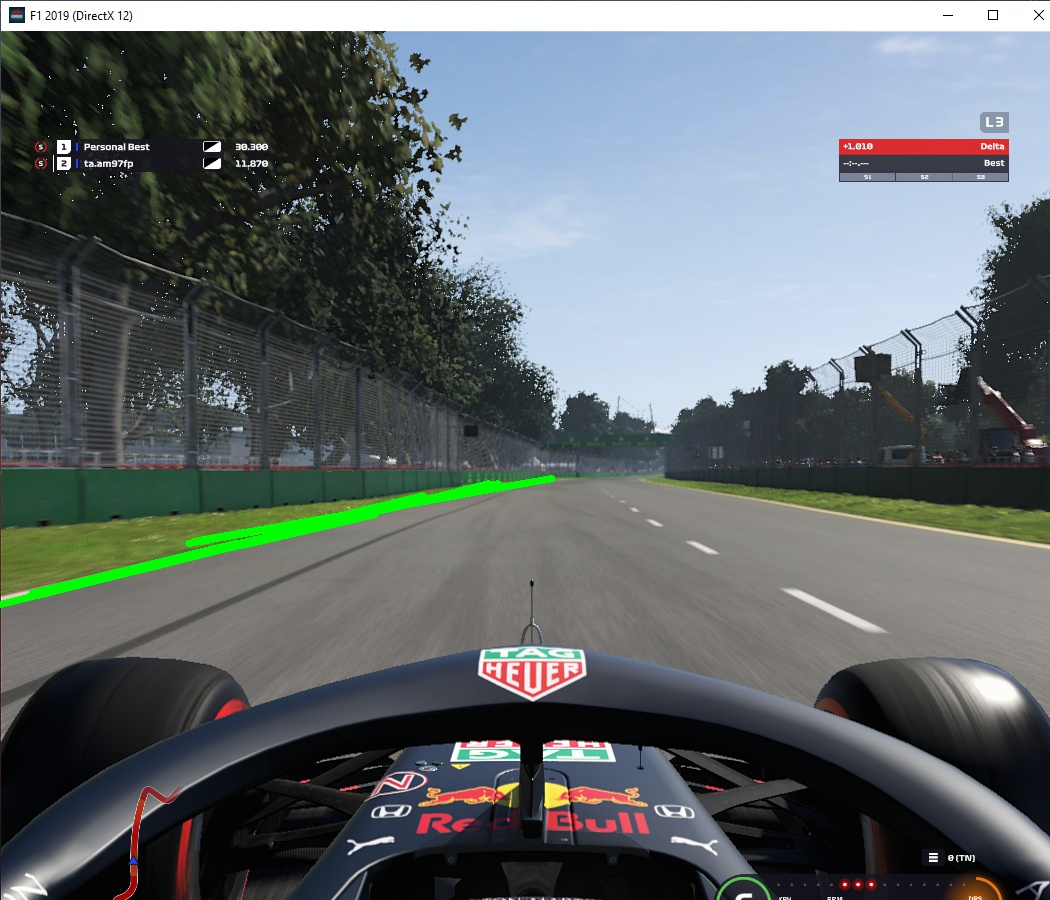 F1 2019 (DirectX 12)
L3
S 1 Personal Best 30.300
S 2 ta.am97fp 11.870
+1.010 Delta
--:--.--- Best
S1 S2 S3
TAG
HEUER
TAG
Red Bull
0 (TN)